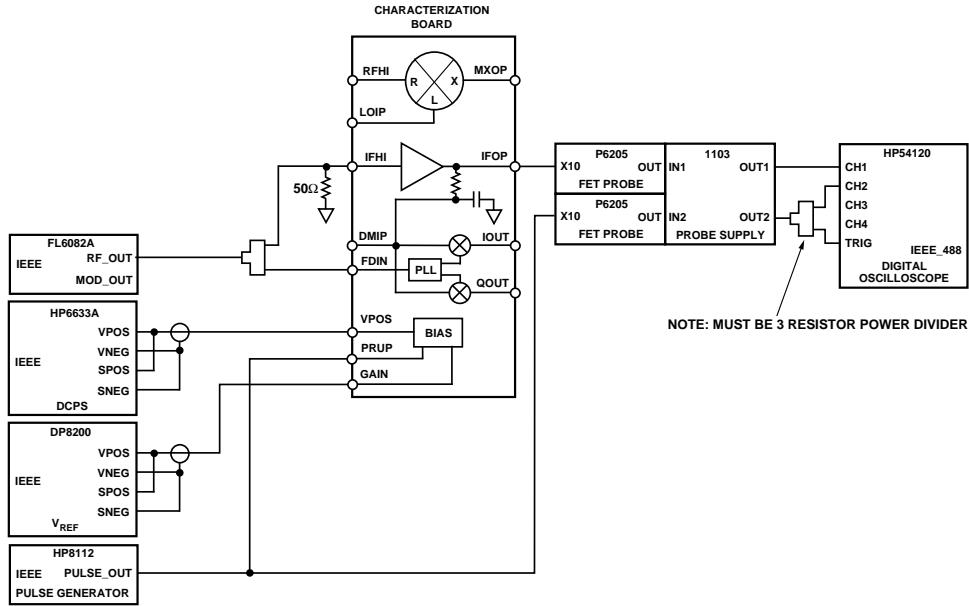 CHARACTERIZATION
BOARD
RFHI
R
X
L
MXOP
LOIP
IFHI
IFOP
50Ω
X10
P6205
OUT
FET PROBE
X10
P6205
OUT
FET PROBE
1103
IN1
OUT1
IN2
OUT2
PROBE SUPPLY
HP54120
CH1
CH2
CH3
CH4
TRIG
IEEE_488
DIGITAL
OSCILLOSCOPE
NOTE: MUST BE 3 RESISTOR POWER DIVIDER
DMIP
IOUT
FDIN
PLL
QOUT
VPOS
BIAS
PRUP
GAIN
FL6082A
IEEE
RF_OUT
MOD_OUT
HP6633A
VPOS
VNEG
IEEE
SPOS
SNEG
DCPS
DP8200
VPOS
VNEG
IEEE
SPOS
SNEG
VREF
HP8112
IEEE
PULSE_OUT
PULSE GENERATOR